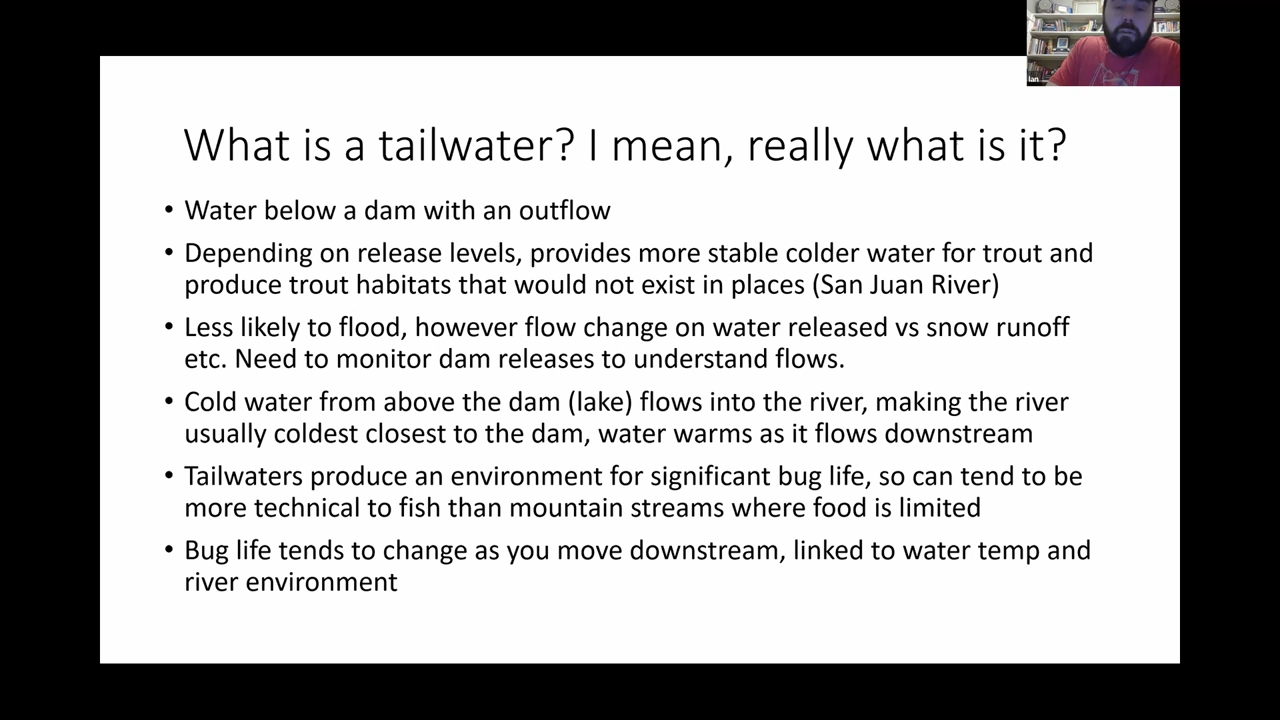 Ian
What is a tailwater? I mean, really what is it?
• Water below a dam with an outflow
• Depending on release levels, provides more stable colder water for trout and
produce trout habitats that would not exist in places (San Juan River)
• Less likely to flood, however flow change on water released vs snow runoff
etc. Need to monitor dam releases to understand flows.
• Cold water from above the dam (lake) flows into the river, making the river
usually coldest closest to the dam, water warms as it flows downstream
• Tailwaters produce an environment for significant bug life, so can tend to be
more technical to fish than mountain streams where food is limited
• Bug life tends to change as you move downstream, linked to water temp and
river environment